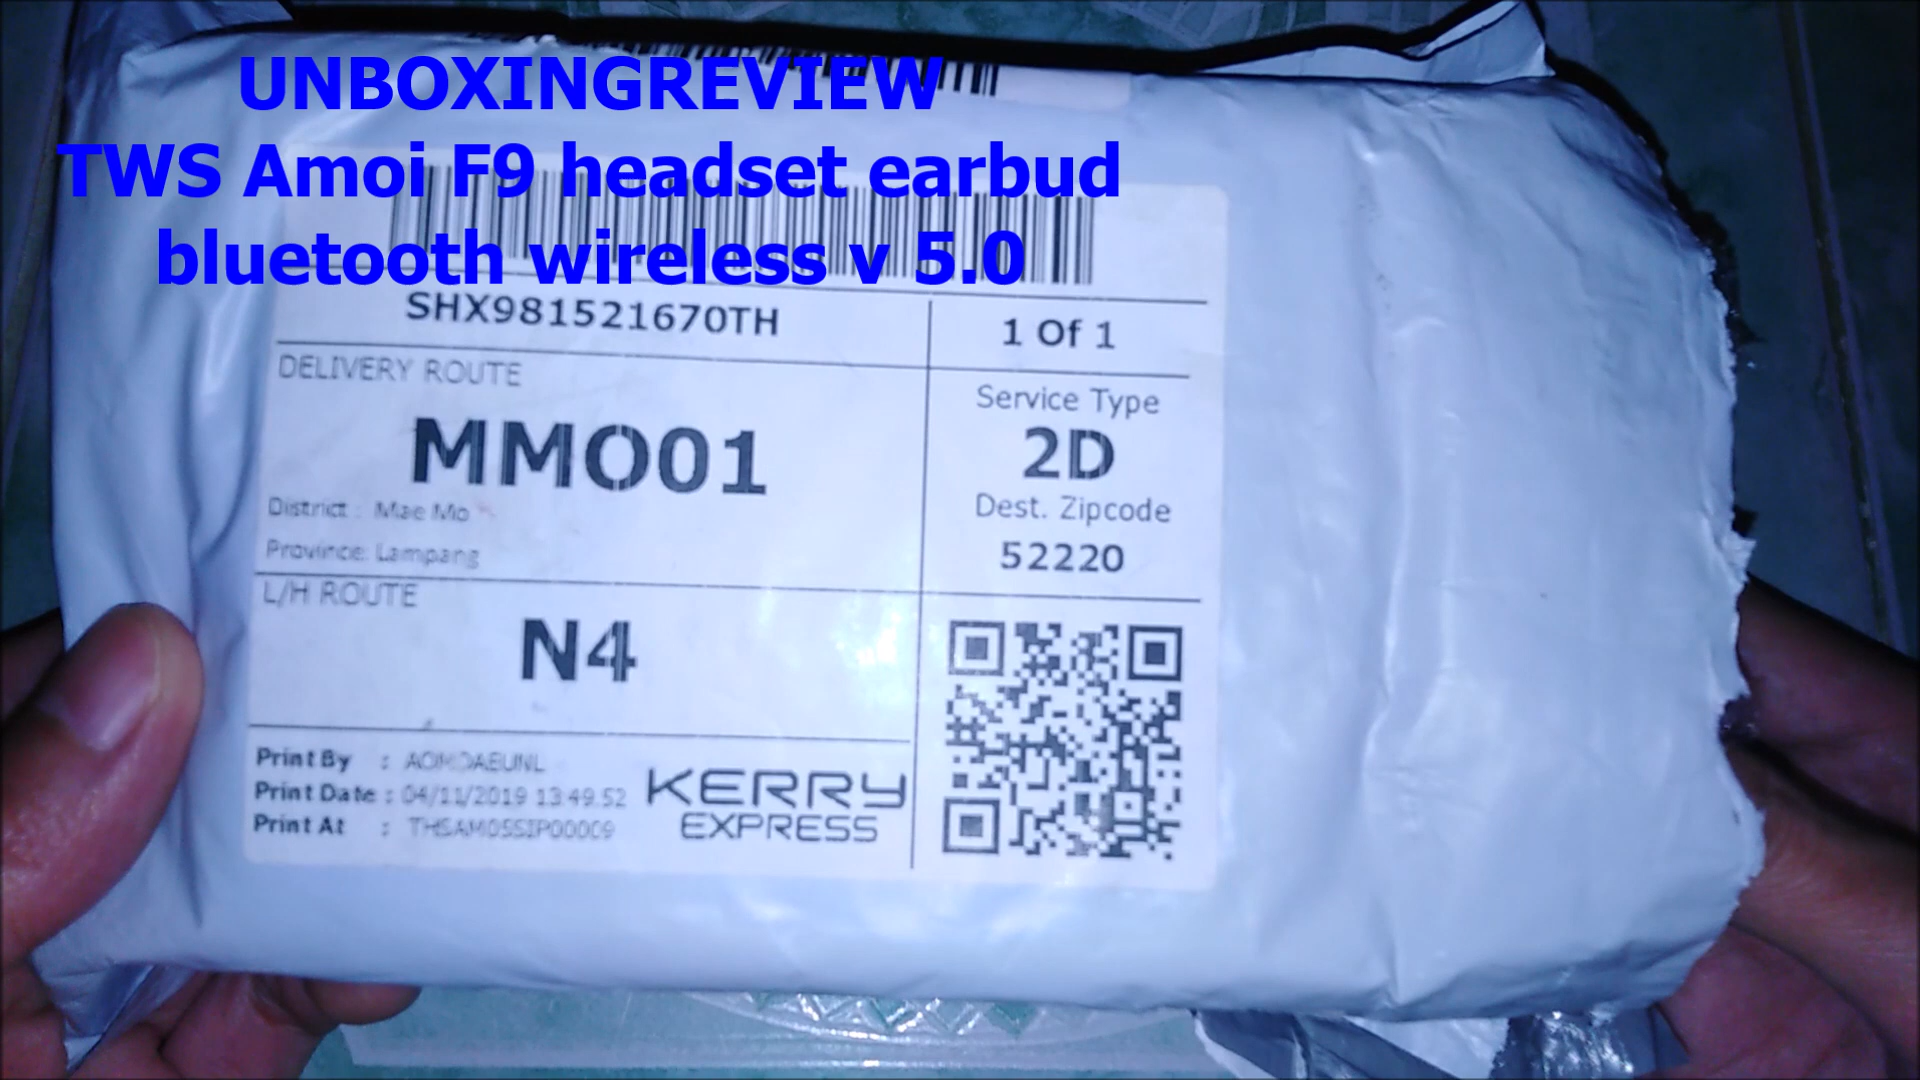 UNBOXINGREVIEW
TWS Amoi F9 headset earbud
bluetooth wireless v 5.0
SHX981521670TH
1 Of 1
DELIVERY ROUTE
MMO01
District : Mae Mo
Province: Lampang
Service Type
2D
Dest. Zipcode
52220
L/H ROUTE
N4
Print By :
Print Date : 04/11/2019 13:49:52
Print At : THSAM05SIP00009
KERRY
EXPRESS